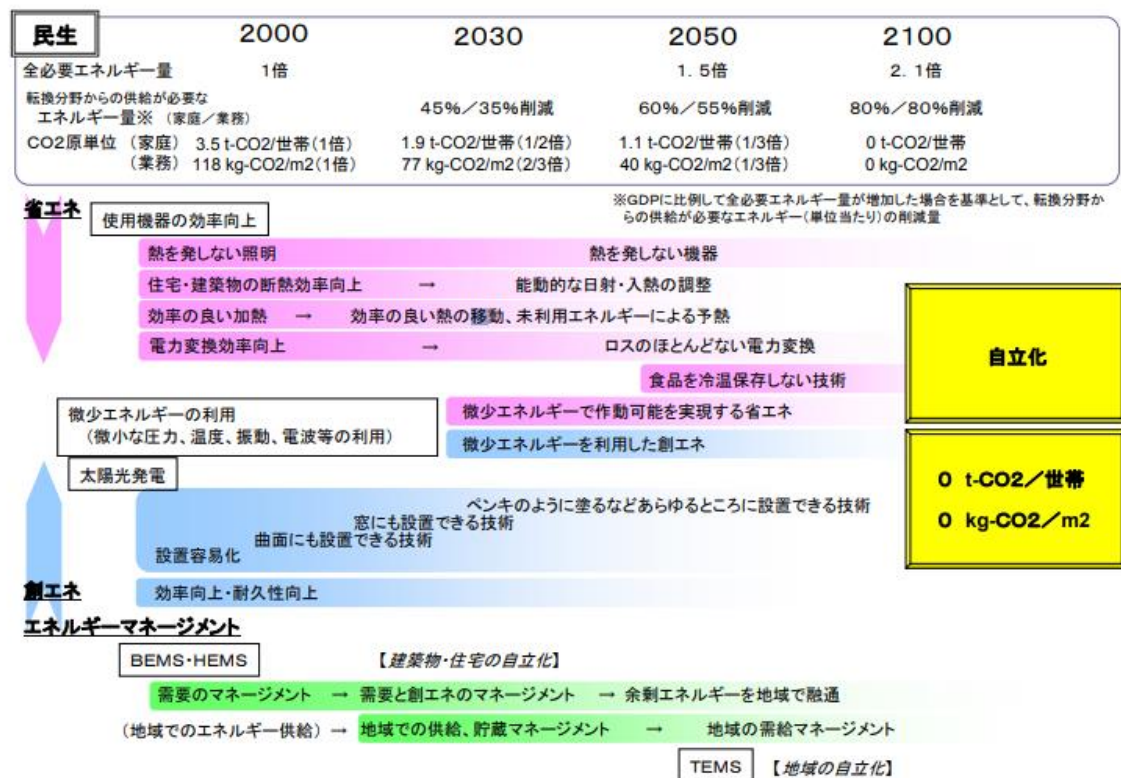 民生 2000 2030 2050 2100
全必要エネルギー量 1倍 1.5倍 2.1倍
転換分野からの供給が必要な
エネルギー量※ (家庭/業務) 45%/35%削減 60%/55%削減 80%/80%削減
CO2原単位 (家庭) 3.5 t-CO2/世帯(1倍) 1.9 t-CO2/世帯(1/2倍) 1.1 t-CO2/世帯(1/3倍) 0 t-CO2/世帯
(業務) 118 kg-CO2/m2(1倍) 77 kg-CO2/m2(2/3倍) 40 kg-CO2/m2(1/3倍) 0 kg-CO2/m2
※GDPに比例して全必要エネルギー量が増加した場合を基準として、転換分野か
らの供給が必要なエネルギー(単位当たり)の削減量
省エネ
使用機器の効率向上
熱を発しない照明 熱を発しない機器
住宅・建築物の断熱効率向上 → 能動的な日射・入熱の調整
効率の良い加熱 → 効率の良い熱の移動、未利用エネルギーによる予熱
電力変換効率向上 → ロスのほとんどない電力変換
食品を冷温保存しない技術
自立化
微少エネルギーの利用
(微小な圧力、温度、振動、電波等の利用)
微少エネルギーで作動可能を実現する省エネ
微少エネルギーを利用した創エネ
太陽光発電
0 t-CO2/世帯
0 kg-CO2/m2
ペンキのように塗るなどあらゆるところに設置できる技術
窓にも設置できる技術
曲面にも設置できる技術
設置容易化
効率向上・耐久性向上
創エネ
エネルギーマネージメント
BEMS・HEMS 【建築物・住宅の自立化】
需要のマネージメント → 需要と創エネのマネージメント → 余剰エネルギーを地域で融通
(地域でのエネルギー供給) → 地域での供給、貯蔵マネージメント → 地域の需給マネージメント
TEMS 【地域の自立化】